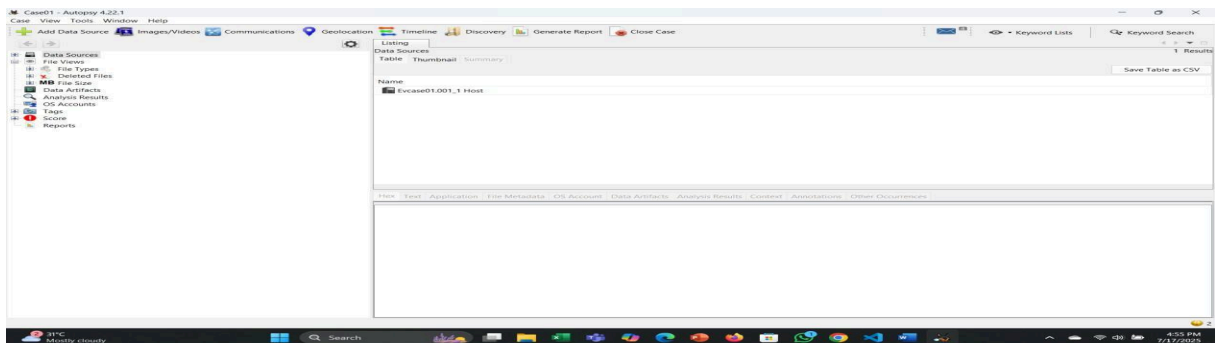 Case01 - Autopsy 4.22.1
Case View Tools Window Help
Add Data Source Images/Videos Communications Geolocation Timeline Discovery Generate Report Close Case Keyword Lists Keyword Search
Listing
Data Sources 1 Results
Table Thumbnail Summary
Save Table as CSV
Name
Evcase01.001_1 Host
Data Sources
File Views
File Types
Deleted Files
MB File Size
Data Artifacts
Analysis Results
OS Accounts
Tags
Score
Reports
Hex Text Application File Metadata OS Account Data Artifacts Analysis Results Context Annotations Other Occurrences
2
31°C
Mostly cloudy
Search
4:55 PM
7/17/2025